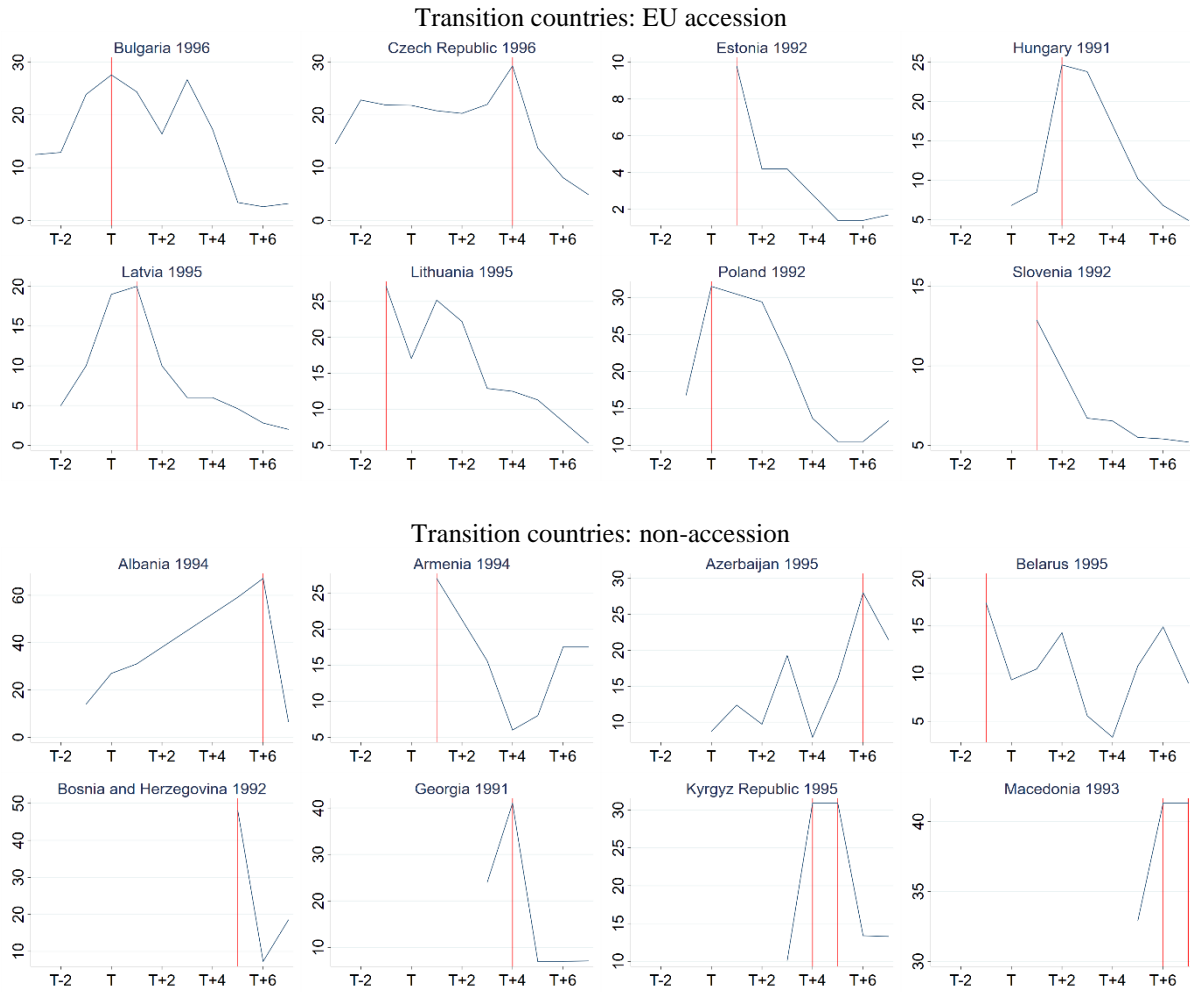 Transition countries: EU accession
Bulgaria 1996 Czech Republic 1996 Estonia 1992 Hungary 1991
30 30 10 25
20 20 8 20
10 10 6 15
0 0 4 10
2 5
T-2 T T+2 T+4 T+6 T-2 T T+2 T+4 T+6 T-2 T T+2 T+4 T+6 T-2 T T+2 T+4 T+6
Latvia 1995 Lithuania 1995 Poland 1992 Slovenia 1992
20 25 30 15
15 20 25 10
10 15 20 5
5 10 15
0 5 10
T-2 T T+2 T+4 T+6 T-2 T T+2 T+4 T+6 T-2 T T+2 T+4 T+6 T-2 T T+2 T+4 T+6
Transition countries: non-accession
Albania 1994 Armenia 1994 Azerbaijan 1995 Belarus 1995
60 25 30 20
40 20 25 15
20 15 20 10
0 10 15 5
5 10
T-2 T T+2 T+4 T+6 T-2 T T+2 T+4 T+6 T-2 T T+2 T+4 T+6 T-2 T T+2 T+4 T+6
Bosnia and Herzegovina 1992 Georgia 1991 Kyrgyz Republic 1995 Macedonia 1993
50 40 30 40
40 30 25 35
30 20 20 30
20 10 15
10 10
T-2 T T+2 T+4 T+6 T-2 T T+2 T+4 T+6 T-2 T T+2 T+4 T+6 T-2 T T+2 T+4 T+6